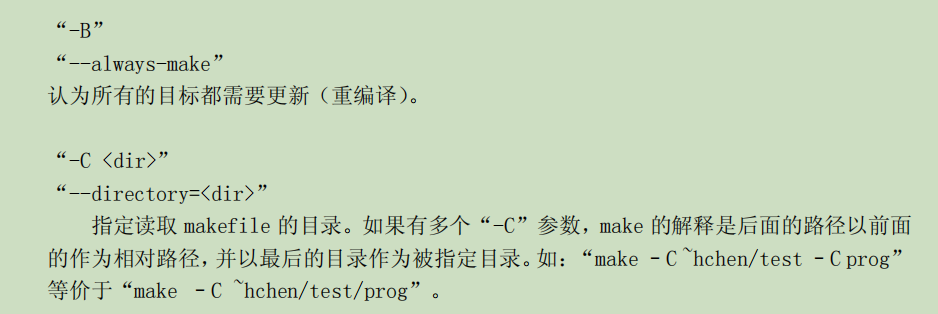 “-B”
“--always-make”
认为所有的目标都需要更新（重编译）。
“-C <dir>”
“--directory=<dir>”
指定读取 makefile 的目录。如果有多个“-C”参数，make 的解释是后面的路径以前面
的作为相对路径，并以最后的目录作为被指定目录。如：“make –C ~hchen/test –C prog”
等价于“make –C ~hchen/test/prog”。